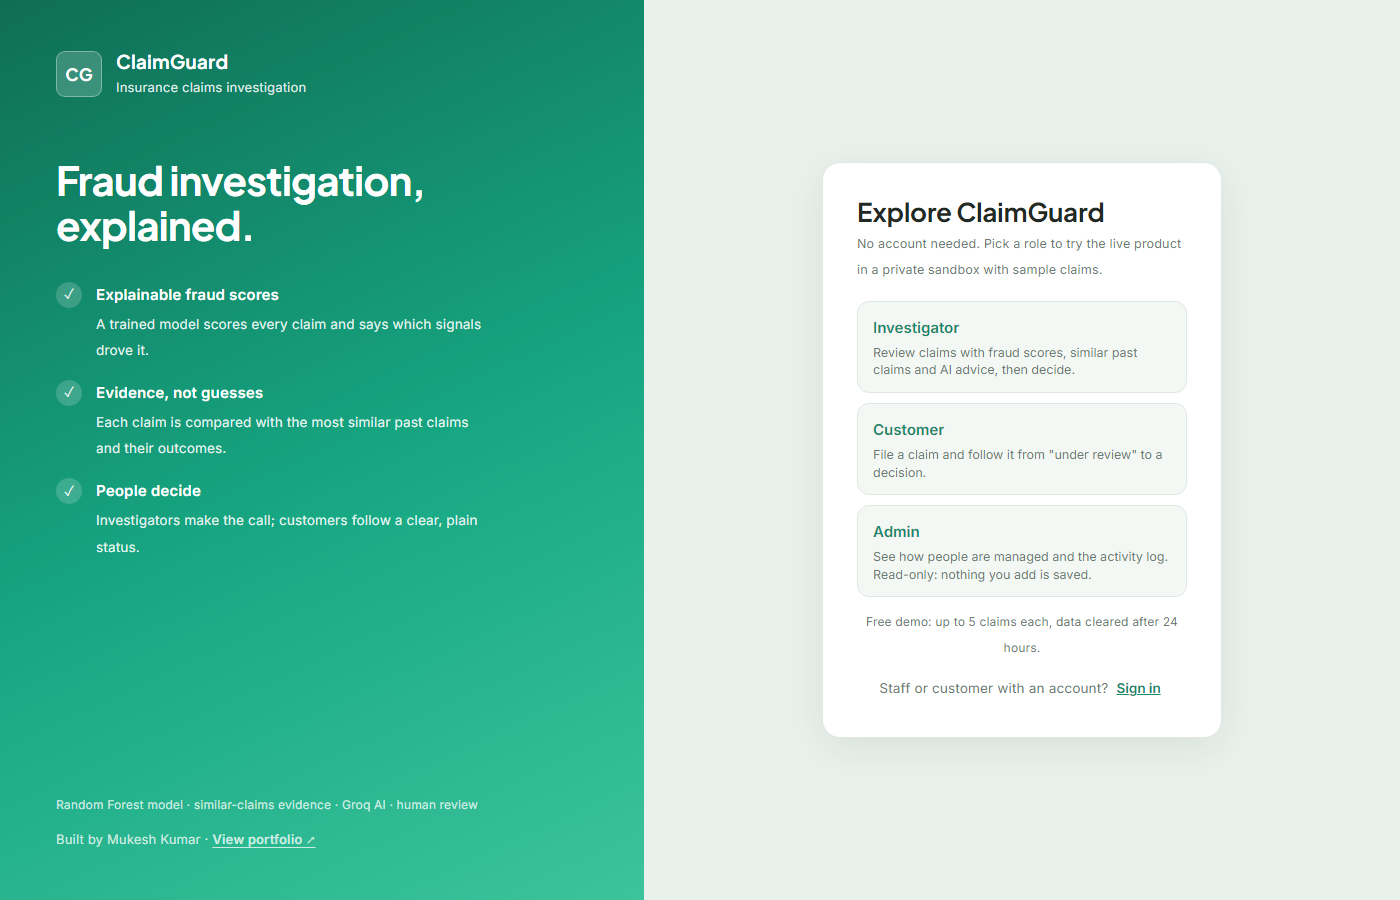 CG
ClaimGuard
Insurance claims investigation
Fraud investigation,
explained.
✓ Explainable fraud scores
A trained model scores every claim and says which signals
drove it.
✓ Evidence, not guesses
Each claim is compared with the most similar past claims
and their outcomes.
✓ People decide
Investigators make the call; customers follow a clear, plain
status.
Random Forest model · similar-claims evidence · Groq AI · human review
Built by Mukesh Kumar · View portfolio ↗
Explore ClaimGuard
No account needed. Pick a role to try the live product
in a private sandbox with sample claims.
Investigator
Review claims with fraud scores, similar past
claims and AI advice, then decide.
Customer
File a claim and follow it from "under review" to a
decision.
Admin
See how people are managed and the activity log.
Read-only: nothing you add is saved.
Free demo: up to 5 claims each, data cleared after 24
hours.
Staff or customer with an account? Sign in